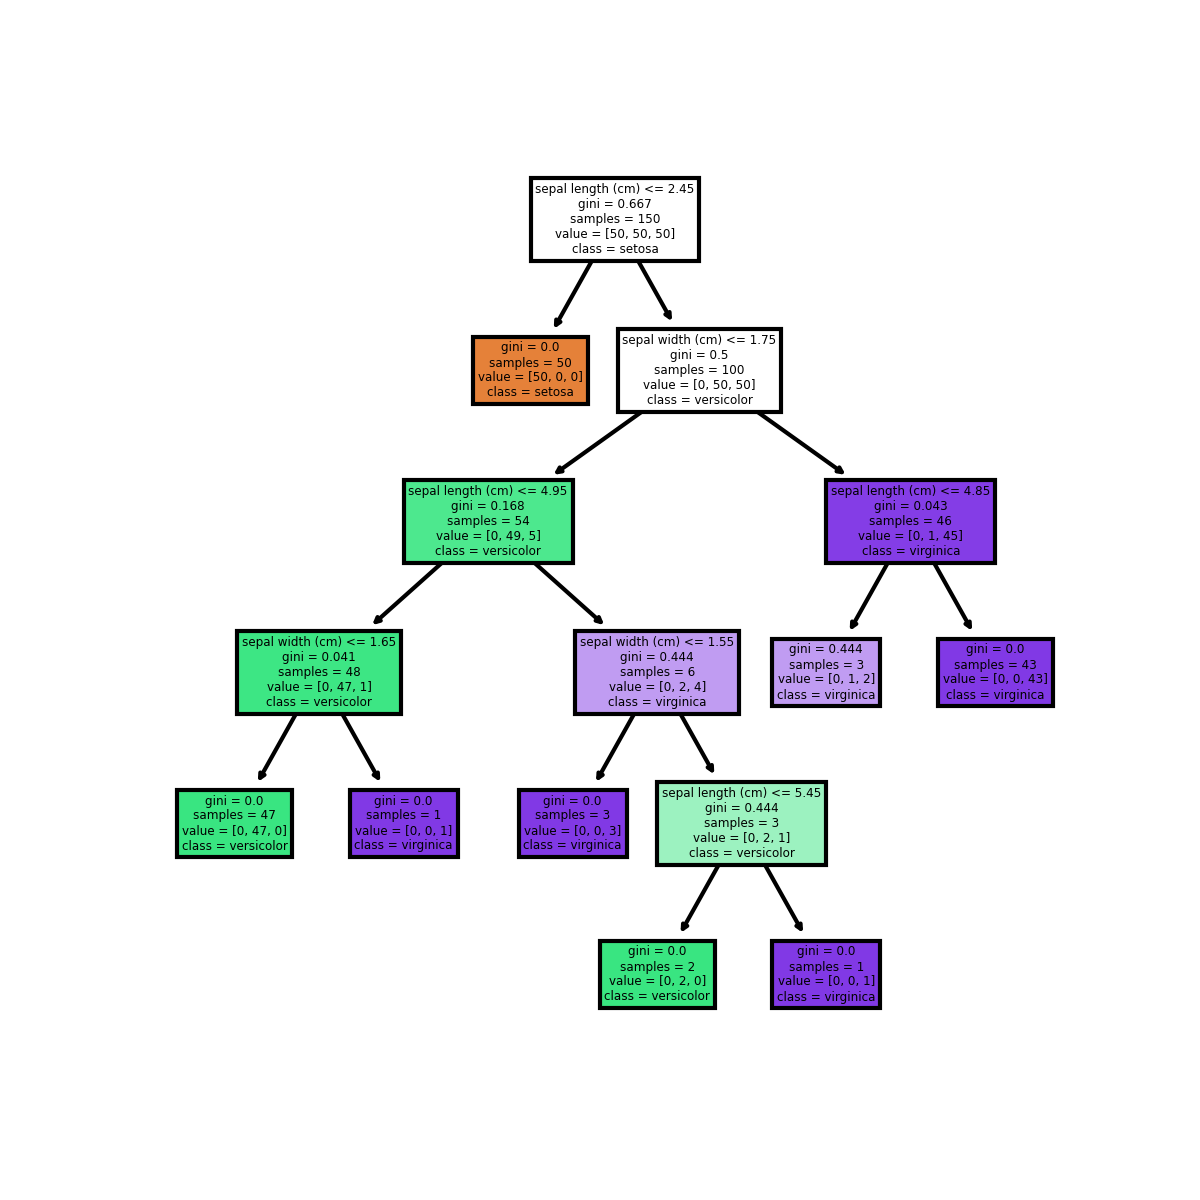 sepal length (cm) <= 2.45
gini = 0.667
samples = 150
value = [50, 50, 50]
class = setosa
gini = 0.0
samples = 50
value = [50, 0, 0]
class = setosa
sepal width (cm) <= 1.75
gini = 0.5
samples = 100
value = [0, 50, 50]
class = versicolor
sepal length (cm) <= 4.95
gini = 0.168
samples = 54
value = [0, 49, 5]
class = versicolor
sepal length (cm) <= 4.85
gini = 0.043
samples = 46
value = [0, 1, 45]
class = virginica
sepal width (cm) <= 1.65
gini = 0.041
samples = 48
value = [0, 47, 1]
class = versicolor
sepal width (cm) <= 1.55
gini = 0.444
samples = 6
value = [0, 2, 4]
class = virginica
gini = 0.444
samples = 3
value = [0, 1, 2]
class = virginica
gini = 0.0
samples = 43
value = [0, 0, 43]
class = virginica
gini = 0.0
samples = 47
value = [0, 47, 0]
class = versicolor
gini = 0.0
samples = 1
value = [0, 0, 1]
class = virginica
gini = 0.0
samples = 3
value = [0, 0, 3]
class = virginica
sepal length (cm) <= 5.45
gini = 0.444
samples = 3
value = [0, 2, 1]
class = versicolor
gini = 0.0
samples = 2
value = [0, 2, 0]
class = versicolor
gini = 0.0
samples = 1
value = [0, 0, 1]
class = virginica